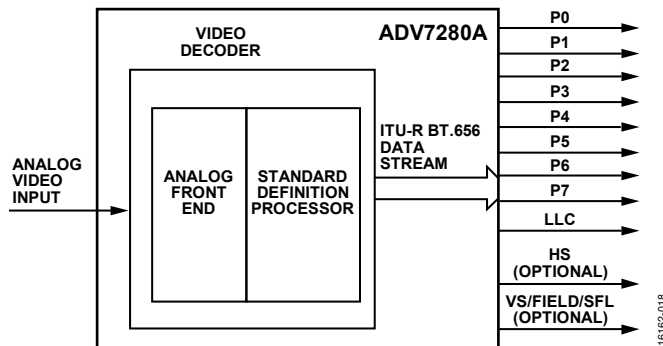 VIDEO
DECODER
ADV7280A
ANALOG
VIDEO
INPUT
ANALOG
FRONT
END
STANDARD
DEFINITION
PROCESSOR
ITU-R BT.656
DATA
STREAM
P0
P1
P2
P3
P4
P5
P6
P7
LLC
HS
(OPTIONAL)
VS/FIELD/SFL
(OPTIONAL)
16162-018